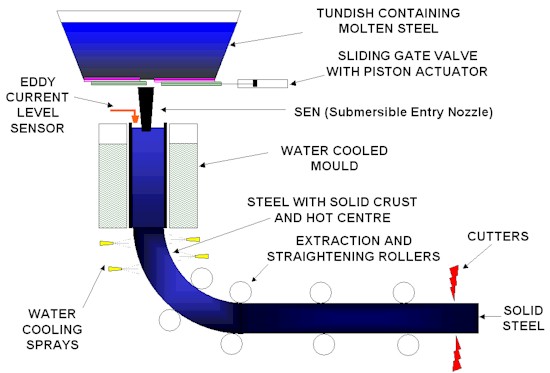 TUNDISH CONTAINING
MOLTEN STEEL
SLIDING GATE VALVE
WITH PISTON ACTUATOR
EDDY
CURRENT
LEVEL
SENSOR
SEN (Submersible Entry Nozzle)
WATER COOLED
MOULD
STEEL WITH SOLID CRUST
AND HOT CENTRE
EXTRACTION AND
STRAIGHTENING ROLLERS
CUTTERS
WATER
COOLING
SPRAYS
SOLID
STEEL